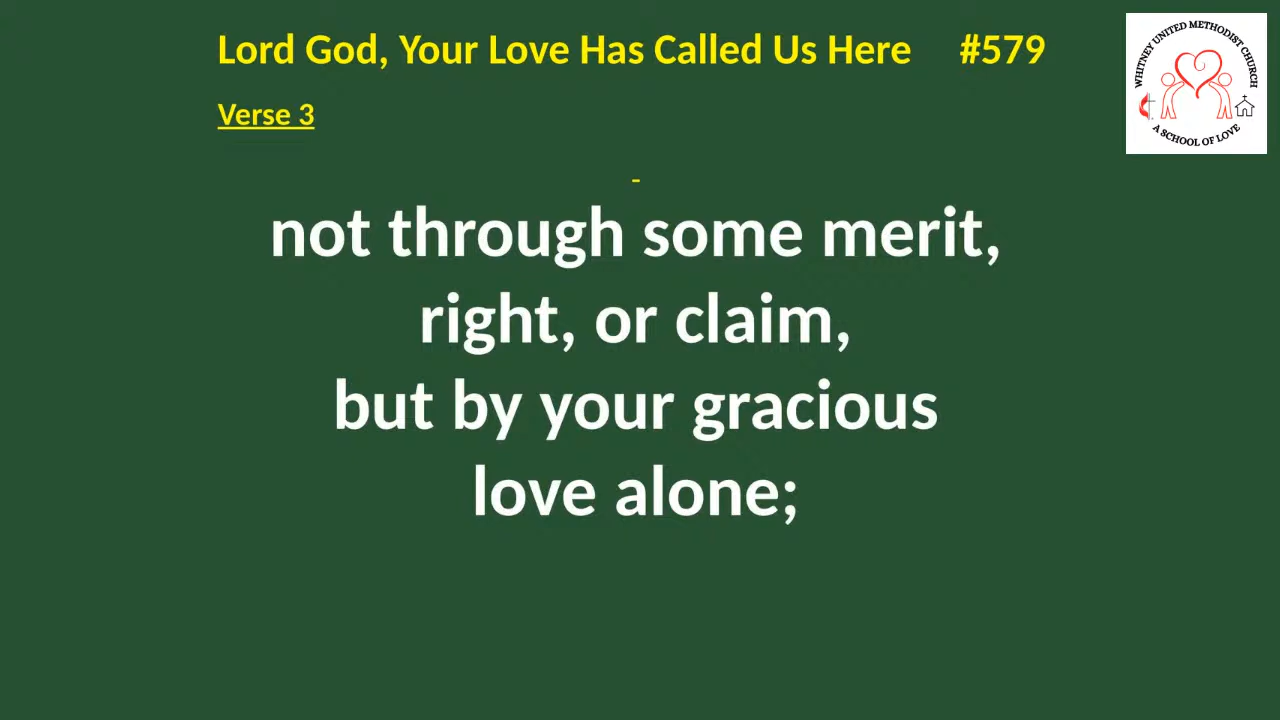 Lord God, Your Love Has Called Us Here #579
Verse 3
-
not through some merit,
right, or claim,
but by your gracious
love alone;
WHITNEY UNITED METHODIST CHURCH
A SCHOOL OF LOVE